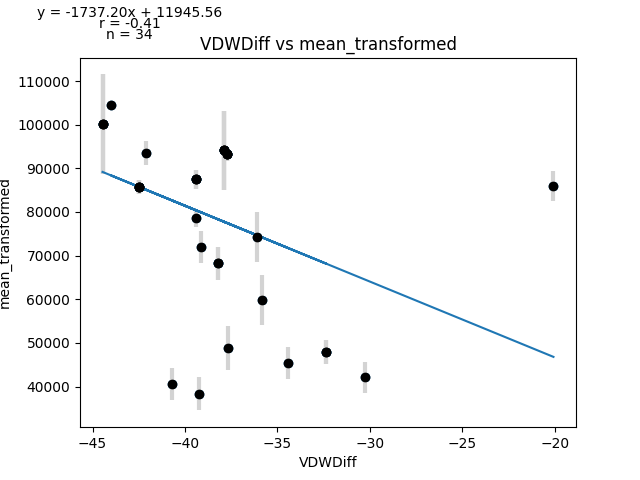 y = -1737.20x + 11945.56
r = -0.41
n = 34
VDWDiff vs mean_transformed
110000
100000
90000
80000
70000
60000
50000
40000
mean_transformed
−45
−40
−35
−30
−25
−20
VDWDiff